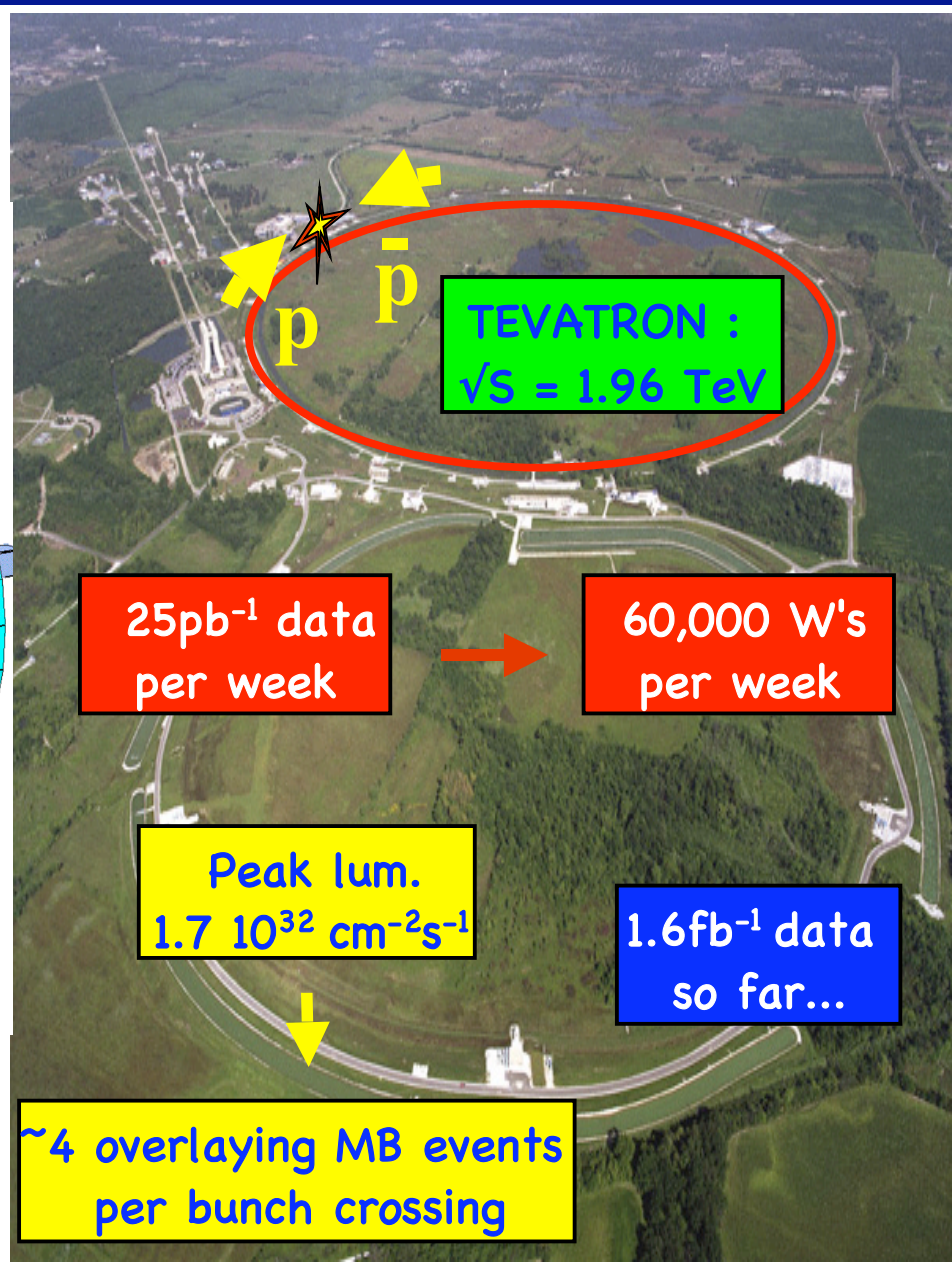 p̄
p
TEVATRON :
√S = 1.96 TeV
25pb⁻¹ data
per week
60,000 W's
per week
Peak lum.
1.7 10³² cm⁻²s⁻¹
1.6fb⁻¹ data
so far...
~4 overlaying MB events
per bunch crossing